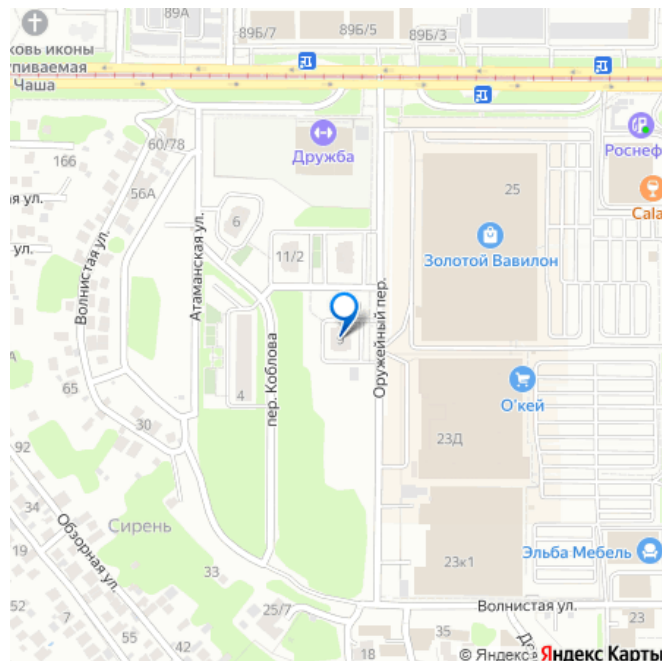 89А
89Б/7
89Б/5
89Б/3
ковь иконы
пиваемая
Чаша
60/78
166
Дружба
Роснеф
56А
25
я ул.
Cala
6
ул.
11/2
Золотой Вавилон
Волнистая ул.
Атаманская ул.
Оружейный пер.
пер. Коблова
65
4
О'кей
30
23Д
92
34
Сирень
Обзорная ул.
19
Эльба Мебель
33
23к1
23
52
25/7
Волнистая ул.
7
42
55
35
18
© Яндекс
Яндекс Карты